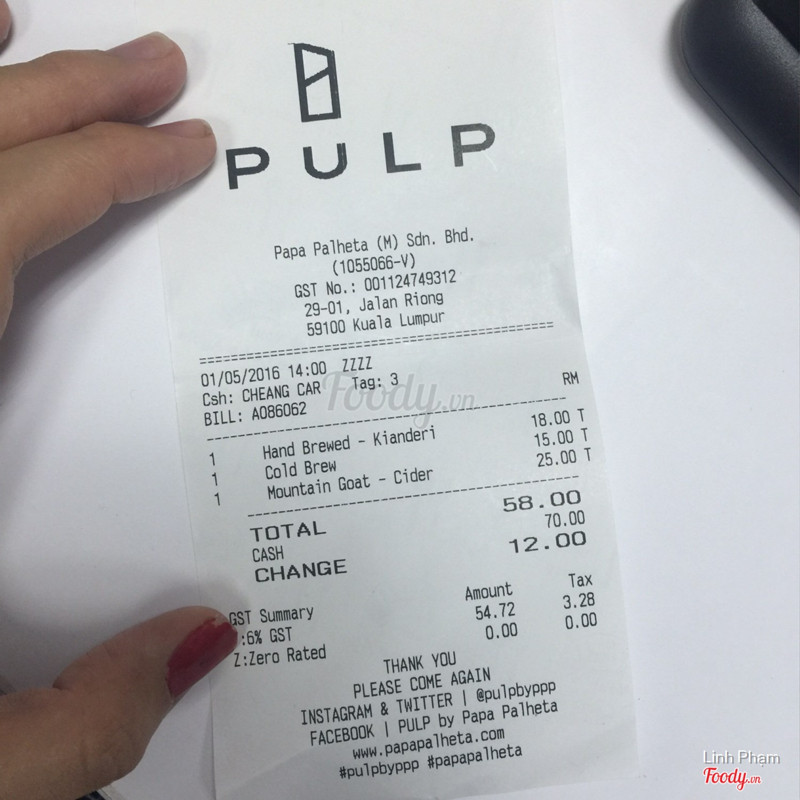 PULP
Papa Palheta (M) Sdn. Bhd.
(1055066-V)
GST No.: 001124749312
29-01, Jalan Riong
59100 Kuala Lumpur
01/05/2016 14:00 ZZZZ
Csh: CHEANG CAR Tag: 3
BILL: A086062
RM
1 Hand Brewed - Kianderi 18.00 T
1 Cold Brew 15.00 T
1 Mountain Goat - Cider 25.00 T
TOTAL 58.00
CASH 70.00
CHANGE 12.00
GST Summary Amount Tax
:6% GST 54.72 3.28
Z:Zero Rated 0.00 0.00
THANK YOU
PLEASE COME AGAIN
INSTAGRAM & TWITTER | @pulpbyppp
FACEBOOK | PULP by Papa Palheta
www.papapalheta.com
#pulpbyppp #papapalheta
Foody.vn
Linh Phạm
Foody.vn